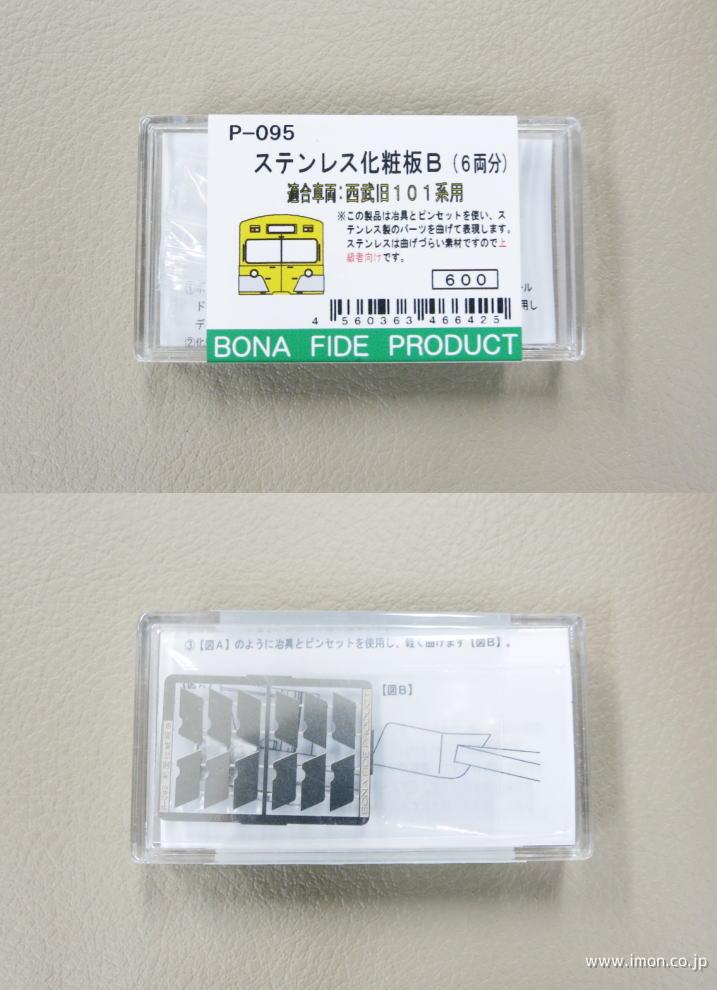 P-095
ステンレス化粧板B（6両分）
適合車両：西武旧101系用
※この製品は冶具とピンセットを使い、ス
テンレス製のパーツを曲げて表現します。
ステンレスは曲げづらい素材ですので上
級者向けです。
600
4 560363 466425
BONA FIDE PRODUCT
③【図A】のように冶具とピンセットを使用し、軽く曲げます【図B】。
【図B】
BONA FIDE PRODUCT
www.imon.co.jp